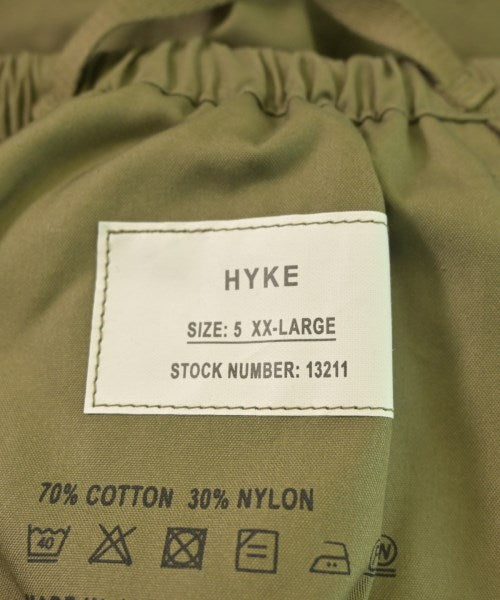 HYKE
SIZE: 5 XX-LARGE
STOCK NUMBER: 13211
70% COTTON 30% NYLON
40